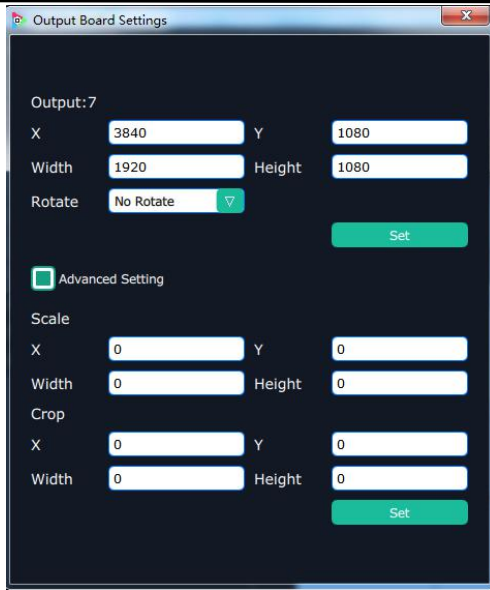 Output Board Settings
Output:7
X 3840 Y 1080
Width 1920 Height 1080
Rotate No Rotate
Set
Advanced Setting
Scale
X 0 Y 0
Width 0 Height 0
Crop
X 0 Y 0
Width 0 Height 0
Set